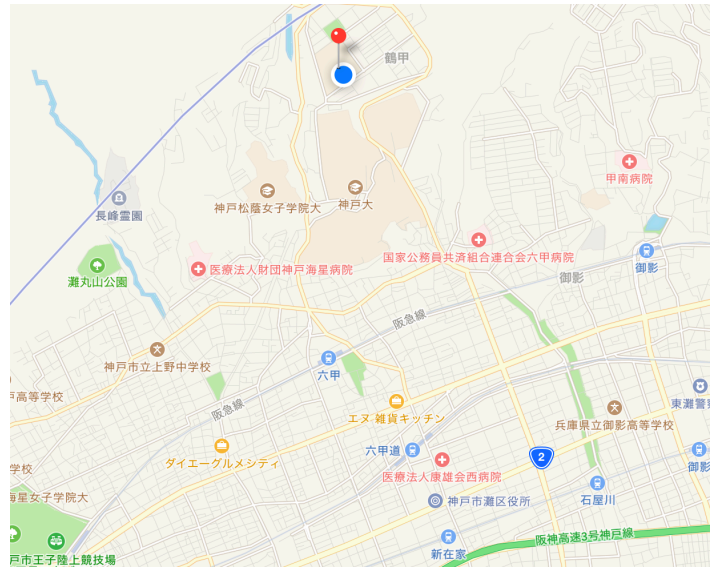 鶴甲
甲南病院
神戸松蔭女子学院大
神戸大
長峰霊園
国家公務員共済組合連合会六甲病院
御影
医療法人財団神戸海星病院
灘丸山公園
御影
阪急線
神戸市立上野中学校
六甲
戸高等学校
阪急線
エヌ 雑貨キッチン
東灘警察
兵庫県立御影高等学校
ダイエーグルメシティ
六甲道
2
学校
医療法人康雄会西病院
御影
海星女子学院大
神戸市灘区役所
石屋川
阪神高速3号神戸線
新在家
戸市王子陸上競技場